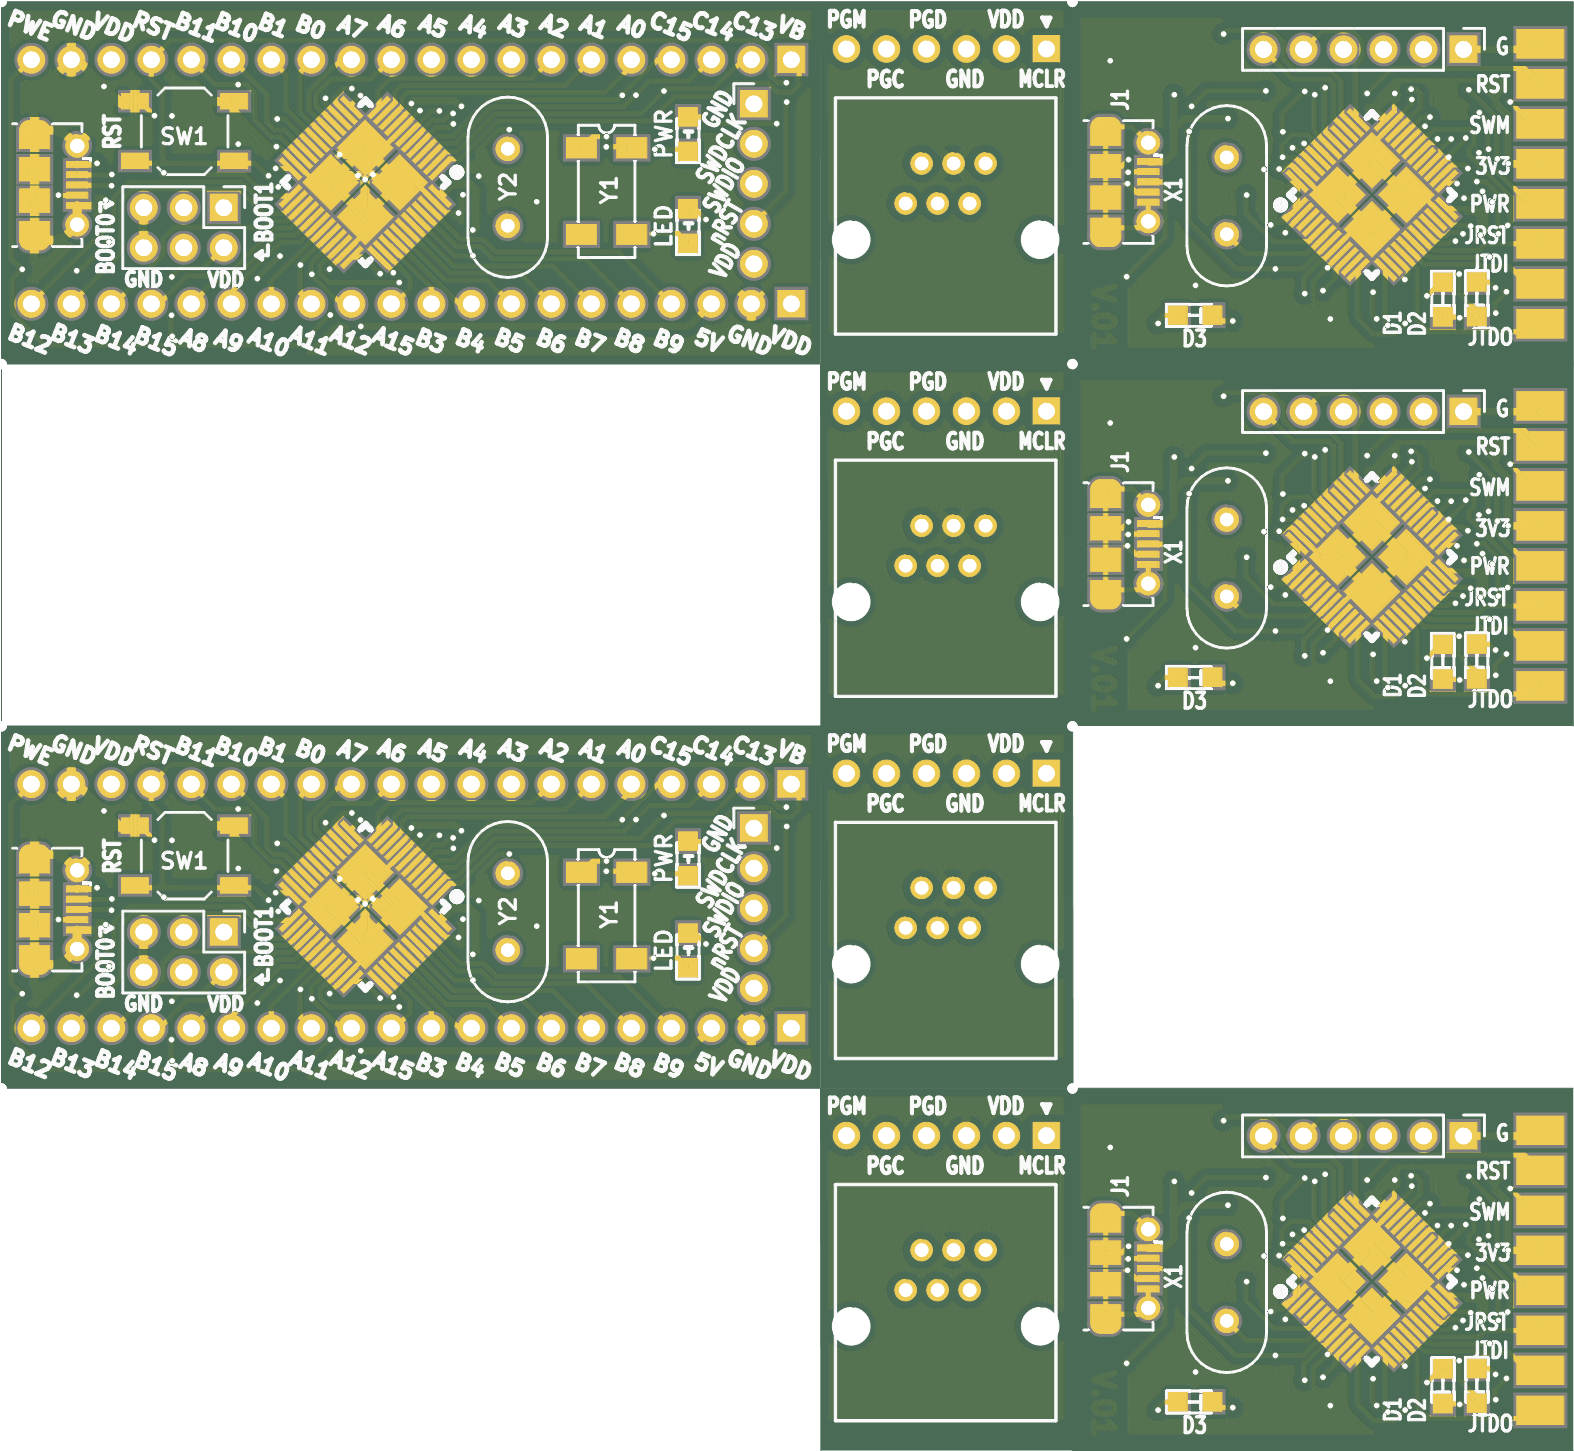 PWE GND VDD RST B11 B10 B1 B0 A7 A6 A5 A4 A3 A2 A1 A0 C15 C14 C13 VB
RST
SW1
BOOT0
BOOT1
GND VDD
Y2
Y1
PWR
LED
GND
SWDCLK
SWDIO
nRST
VDD
B12 B13 B14 B15 A8 A9 A10 A11 A12 A15 B3 B4 B5 B6 B7 B8 B9 5V GND VDD
PGM PGD VDD
PGC GND MCLR
J1
X1
V.01
D3
D1
D2
G
RST
SWM
3V3
PWR
JRST
JTDI
JTDO
PGM PGD VDD
PGC GND MCLR
J1
X1
V.01
D3
D1
D2
G
RST
SWM
3V3
PWR
JRST
JTDI
JTDO
PWE GND VDD RST B11 B10 B1 B0 A7 A6 A5 A4 A3 A2 A1 A0 C15 C14 C13 VB
RST
SW1
BOOT0
BOOT1
GND VDD
Y2
Y1
PWR
LED
GND
SWDCLK
SWDIO
nRST
VDD
B12 B13 B14 B15 A8 A9 A10 A11 A12 A15 B3 B4 B5 B6 B7 B8 B9 5V GND VDD
PGM PGD VDD
PGC GND MCLR
PGM PGD VDD
PGC GND MCLR
J1
X1
V.01
D3
D1
D2
G
RST
SWM
3V3
PWR
JRST
JTDI
JTDO